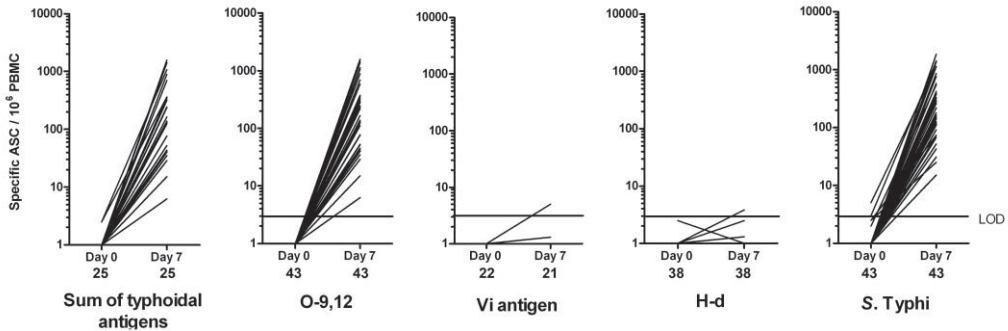 Specific ASC / 10⁶ PBMC
10000
1000
100
10
1
Day 0
Day 7
25
25
Sum of typhoidal
antigens
10000
1000
100
10
1
Day 0
Day 7
43
43
O-9,12
10000
1000
100
10
1
Day 0
Day 7
22
21
Vi antigen
10000
1000
100
10
1
Day 0
Day 7
38
38
H-d
10000
1000
100
10
1
LOD
Day 0
Day 7
43
43
S. Typhi